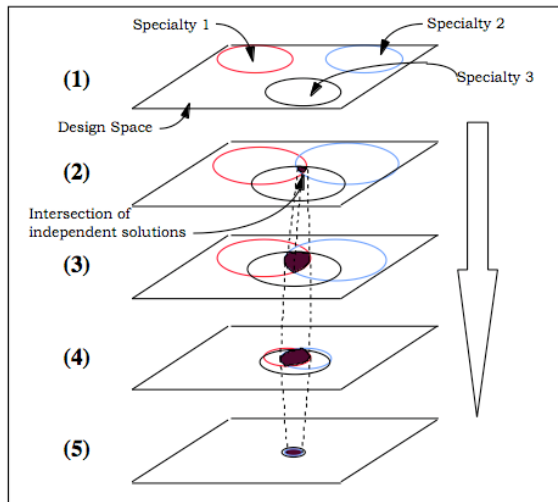 Specialty 1
Specialty 2
(1)
Specialty 3
Design Space
(2)
Intersection of
independent solutions
(3)
(4)
(5)